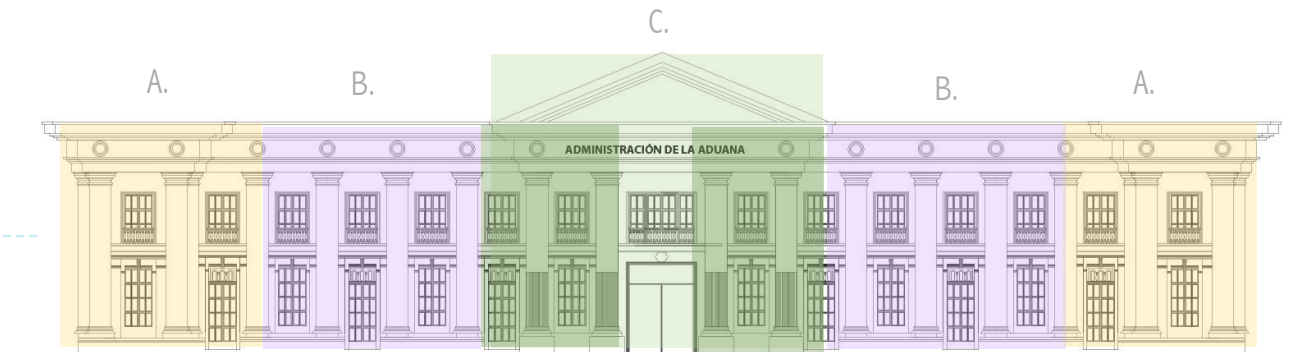 C.
A.
B.
B.
A.
ADMINISTRACIÓN DE LA ADUANA